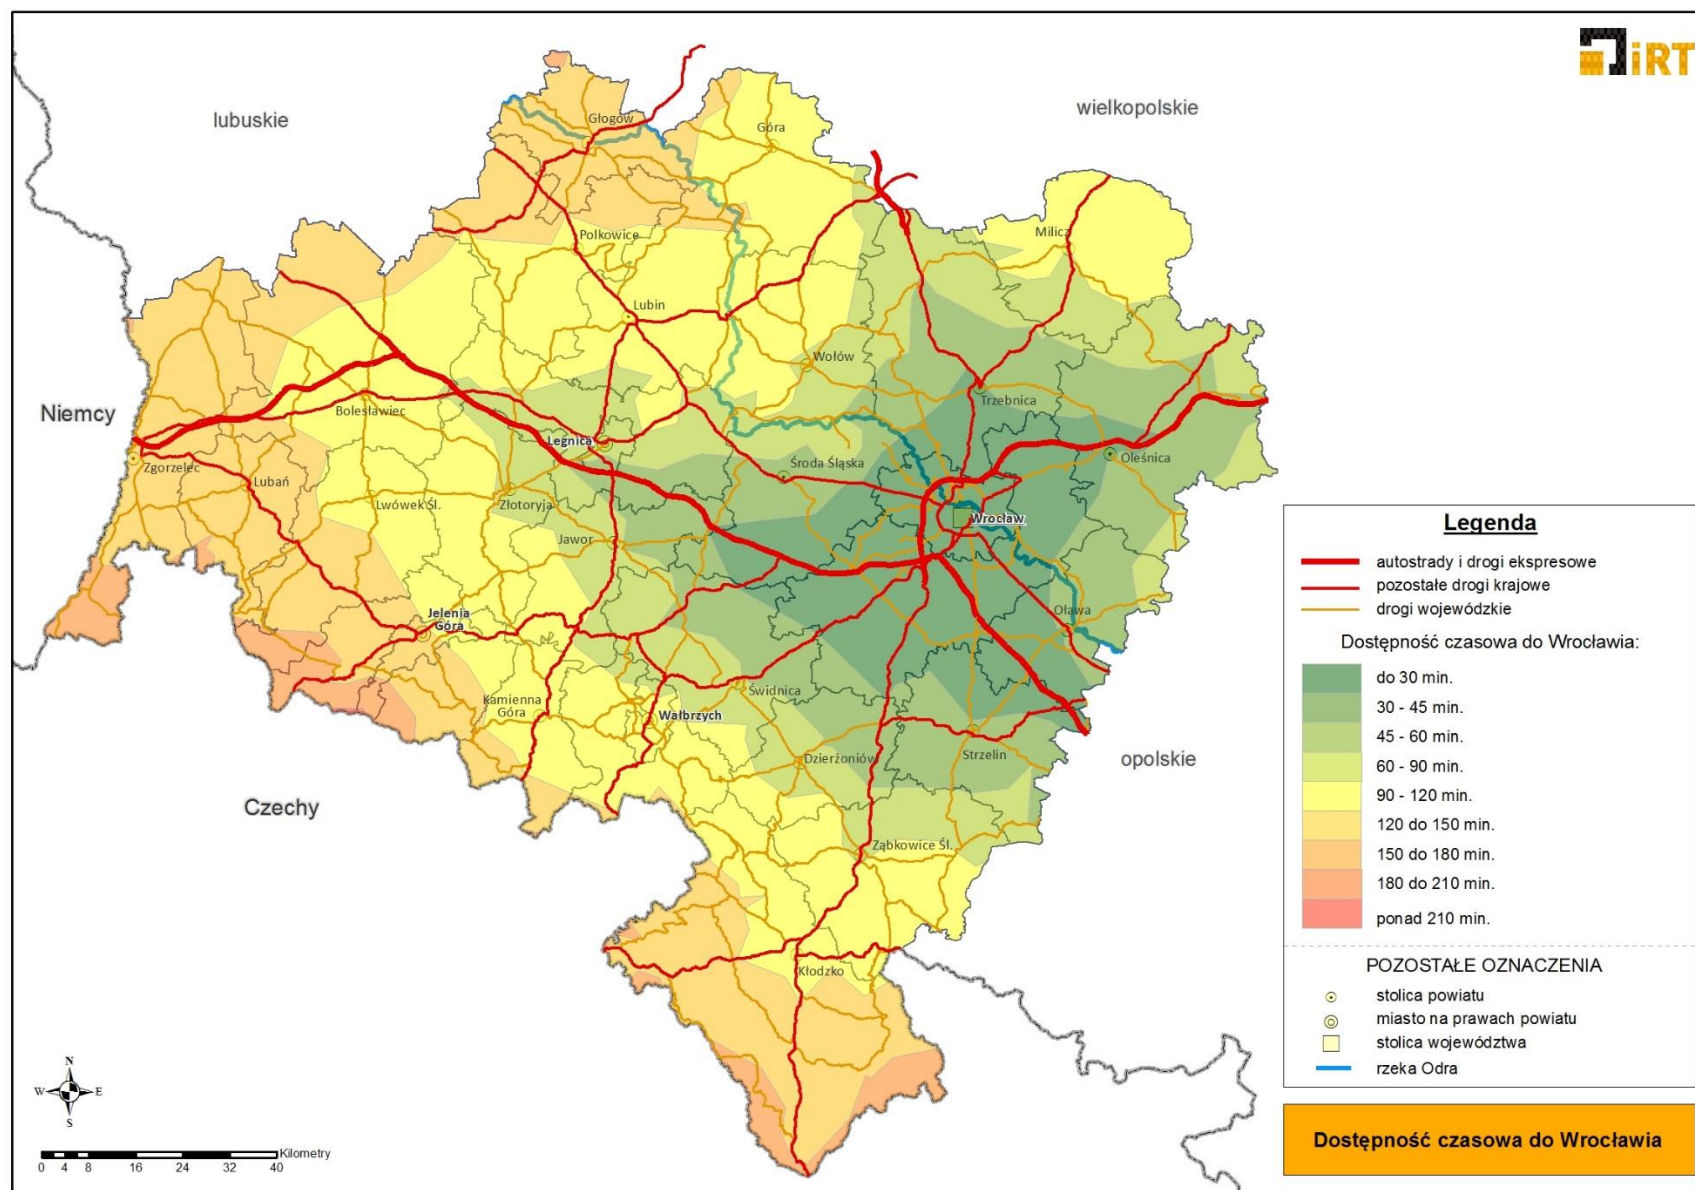 iRT
lubuskie
wielkopolskie
Głogów
Góra
Milicz
Polkowice
Lubin
Wołów
Trzebnica
Niemcy
Bolesławiec
Legnica
Oleśnica
Zgorzelec
Lubań
Środa Śląska
Lwówek Śl.
Złotoryja
Wrocław
Jawor
Jelenia
Góra
Oława
Kamienna
Góra
Świdnica
Wałbrzych
Dzierżoniów
Strzelin
opolskie
Czechy
Ząbkowice Śl.
Kłodzko
Legenda
autostrady i drogi ekspresowe
pozostałe drogi krajowe
drogi wojewódzkie
Dostępność czasowa do Wrocławia:
do 30 min.
30 - 45 min.
45 - 60 min.
60 - 90 min.
90 - 120 min.
120 do 150 min.
150 do 180 min.
180 do 210 min.
ponad 210 min.
POZOSTAŁE OZNACZENIA
stolica powiatu
miasto na prawach powiatu
stolica województwa
rzeka Odra
Dostępność czasowa do Wrocławia
N
W E
S
Kilometry
0 4 8 16 24 32 40